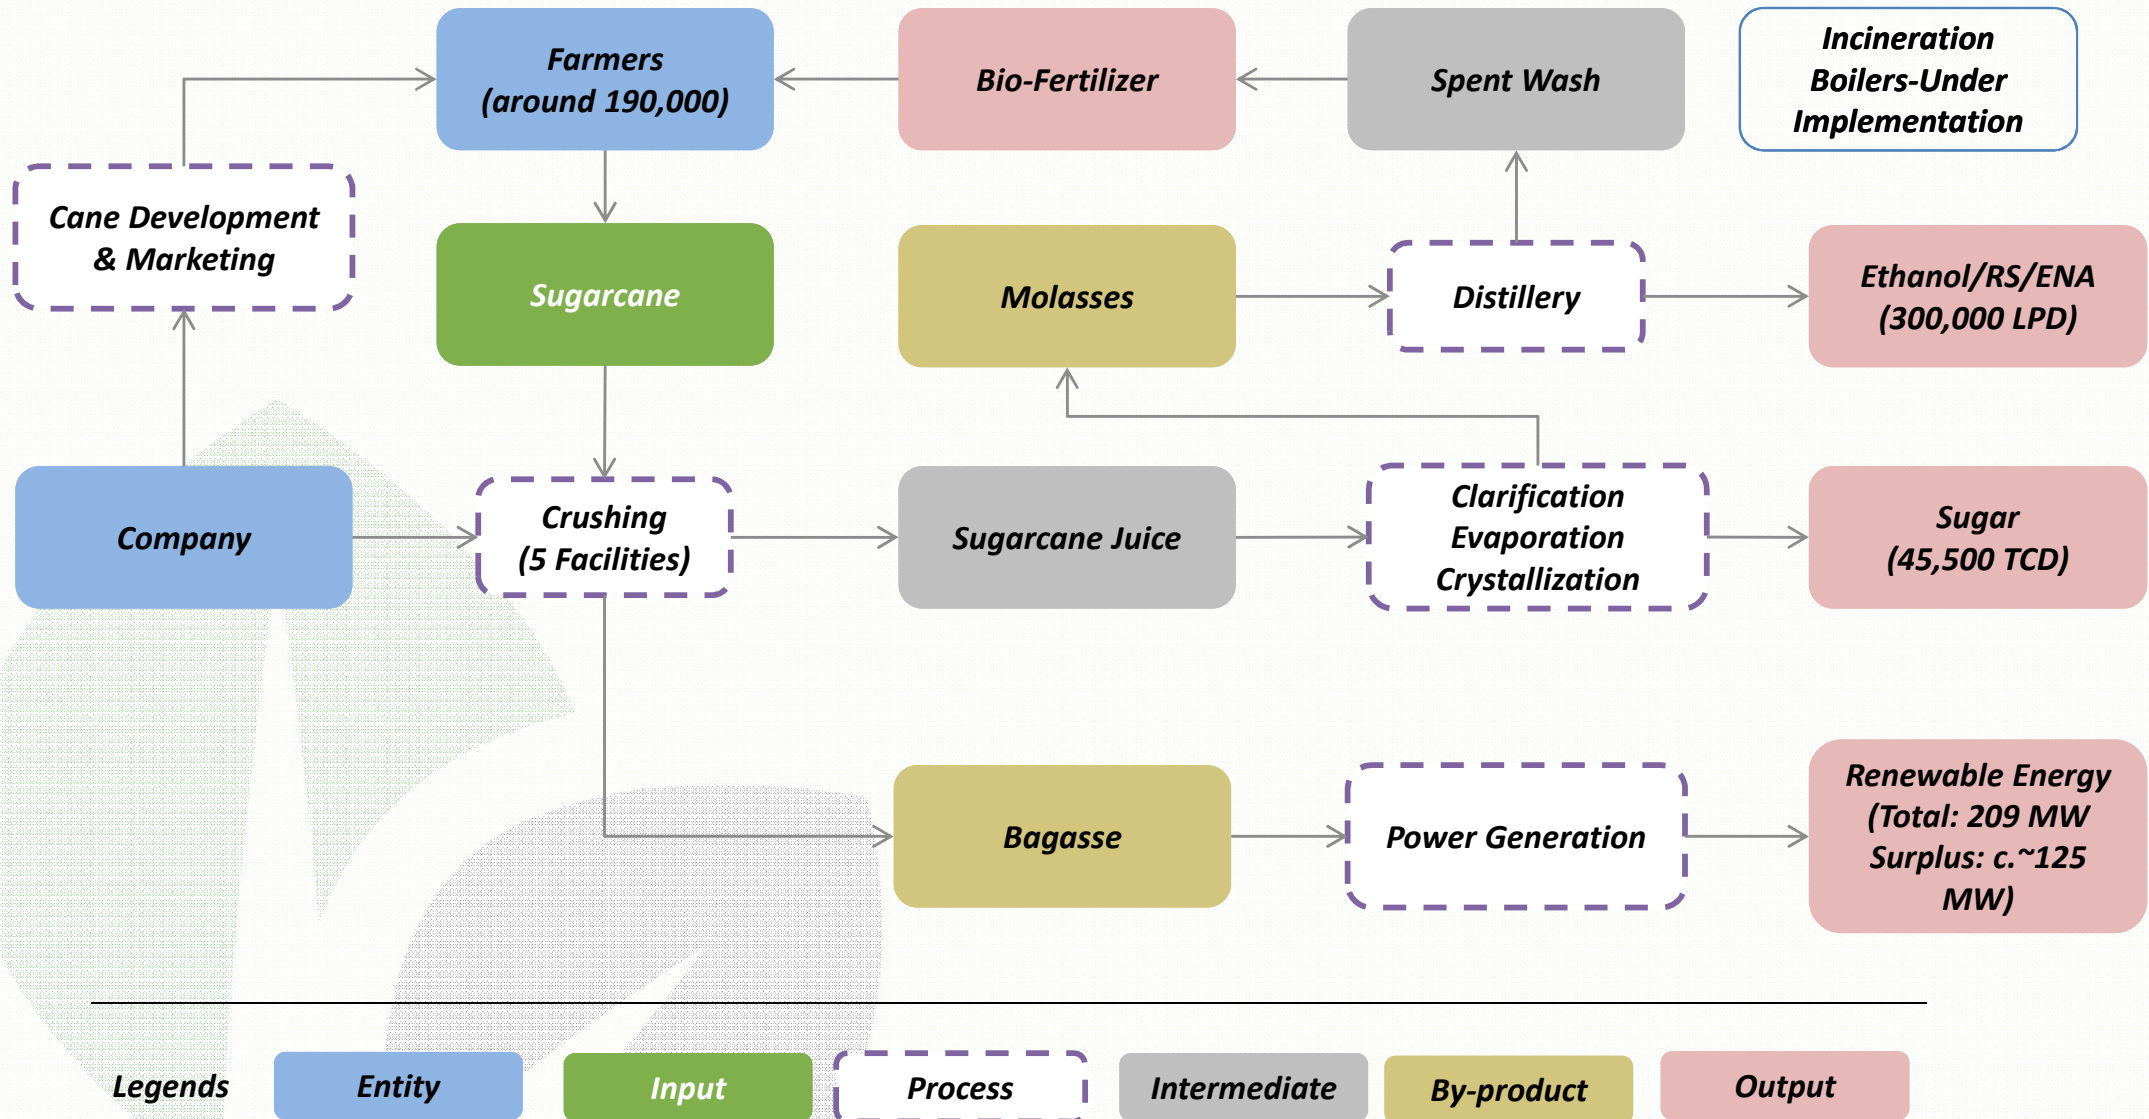 Farmers
(around 190,000)
Bio-Fertilizer
Spent Wash
Incineration
Boilers-Under
Implementation
Cane Development
& Marketing
Sugarcane
Molasses
Distillery
Ethanol/RS/ENA
(300,000 LPD)
Company
Crushing
(5 Facilities)
Sugarcane Juice
Clarification
Evaporation
Crystallization
Sugar
(45,500 TCD)
Bagasse
Power Generation
Renewable Energy
(Total: 209 MW
Surplus: c.~125
MW)
Legends
Entity
Input
Process
Intermediate
By-product
Output